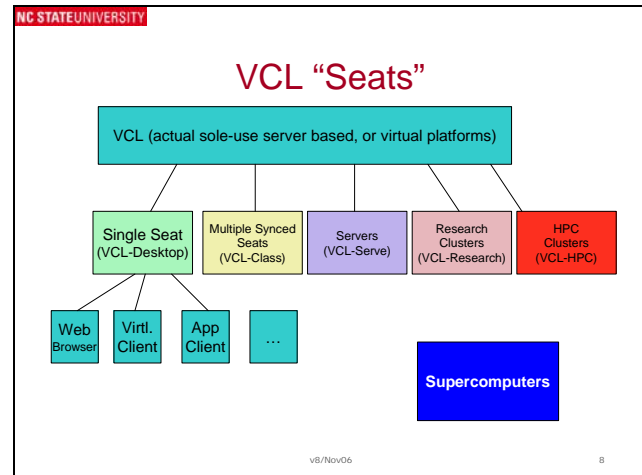 NC STATE UNIVERSITY
VCL “Seats”
VCL (actual sole-use server based, or virtual platforms)
Single Seat
(VCL-Desktop)
Multiple Synced
Seats
(VCL-Class)
Servers
(VCL-Serve)
Research
Clusters
(VCL-Research)
HPC
Clusters
(VCL-HPC)
Web
Browser
Virtl.
Client
App
Client
…
Supercomputers
v8/Nov06
8